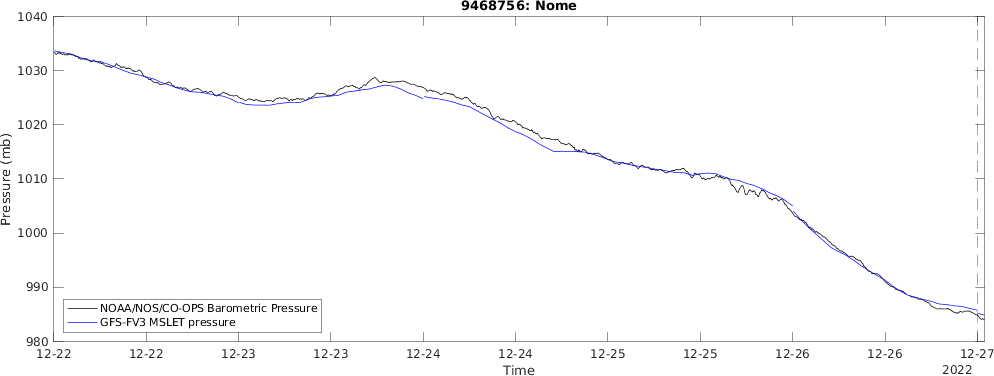 9468756: Nome
1040
1030
1020
1010
1000
990
980
Pressure (mb)
NOAA/NOS/CO-OPS Barometric Pressure
GFS-FV3 MSLET pressure
12-22 12-22 12-23 12-23 12-24 12-24 12-25 12-25 12-26 12-26 12-27
Time
2022